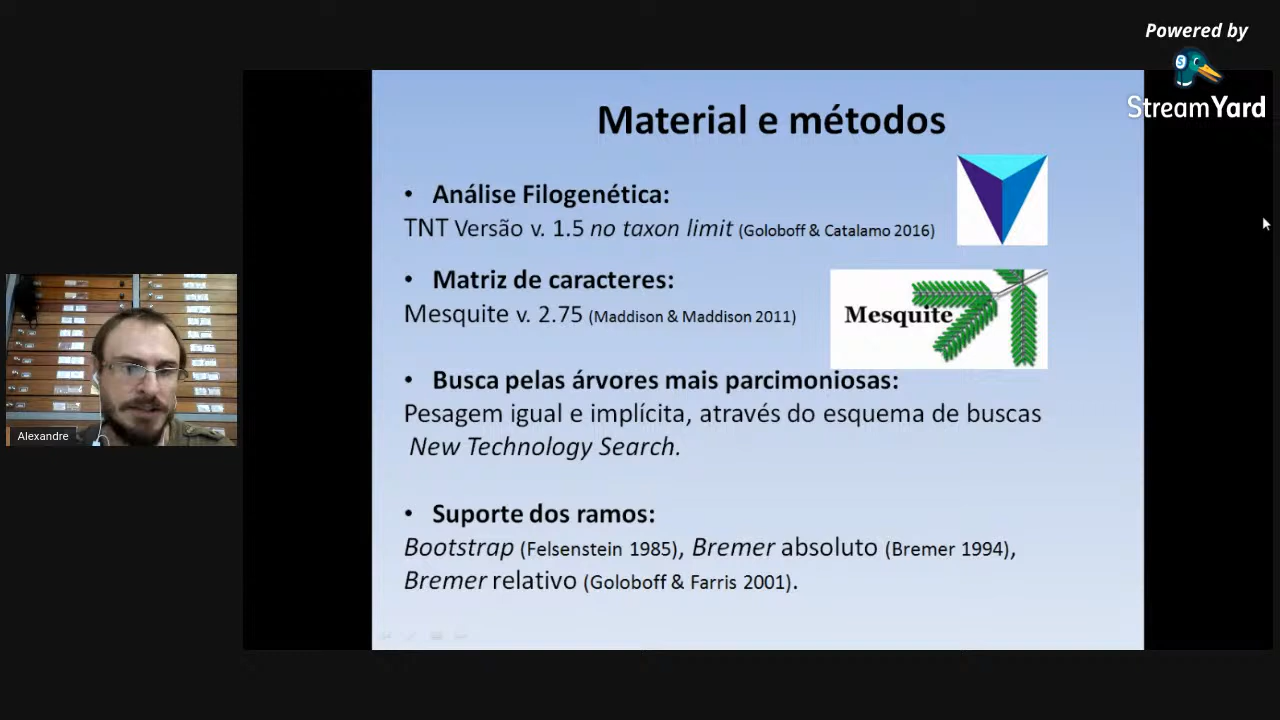 Powered by
StreamYard
Material e métodos
• Análise Filogenética:
TNT Versão v. 1.5 no taxon limit (Goloboff & Catalamo 2016)
• Matriz de caracteres:
Mesquite v. 2.75 (Maddison & Maddison 2011)
Mesquite
• Busca pelas árvores mais parcimoniosas:
Pesagem igual e implícita, através do esquema de buscas
New Technology Search.
• Suporte dos ramos:
Bootstrap (Felsenstein 1985), Bremer absoluto (Bremer 1994),
Bremer relativo (Goloboff & Farris 2001).
Alexandre